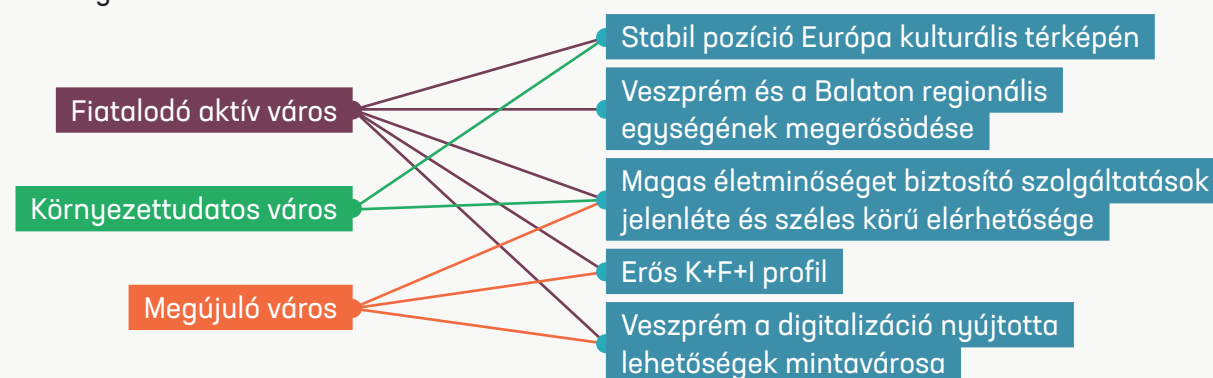 Stabil pozíció Európa kulturális térképén
Fiatalodó aktív város
Veszprém és a Balaton regionális
egységének megerősödése
Környezettudatos város
Magas életminőséget biztosító szolgáltatások
jelenléte és széles körű elérhetősége
Erős K+F+I profil
Megújuló város
Veszprém a digitalizáció nyújtotta
lehetőségek mintavárosa